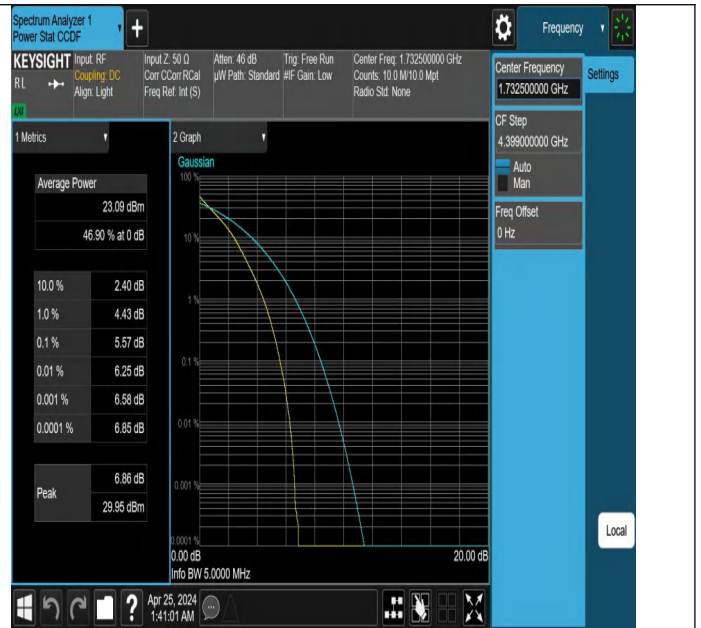 Spectrum Analyzer 1
Power Stat CCDF
+
Frequency
KEYSIGHT
RL
LXI
Input: RF
Coupling: DC
Align: Light
Input Z: 50 Ω
Corr CCorr RCal
Freq Ref: Int (S)
Atten: 46 dB
µW Path: Standard
Trig: Free Run
#IF Gain: Low
Center Freq: 1.732500000 GHz
Counts: 10.0 M/10.0 Mpt
Radio Std: None
Center Frequency
1.732500000 GHz
Settings
CF Step
4.399000000 GHz
Auto
Man
Freq Offset
0 Hz
Local
1 Metrics
Average Power
23.09 dBm
46.90 % at 0 dB
10.0 % 2.40 dB
1.0 % 4.43 dB
0.1 % 5.57 dB
0.01 % 6.25 dB
0.001 % 6.58 dB
0.0001 % 6.85 dB
Peak
6.86 dB
29.95 dBm
2 Graph
Gaussian
100 %
10 %
1 %
0.1 %
0.01 %
0.001 %
0.0001 %
0.00 dB 20.00 dB
Info BW 5.0000 MHz
?
Apr 25, 2024
1:41:01 AM